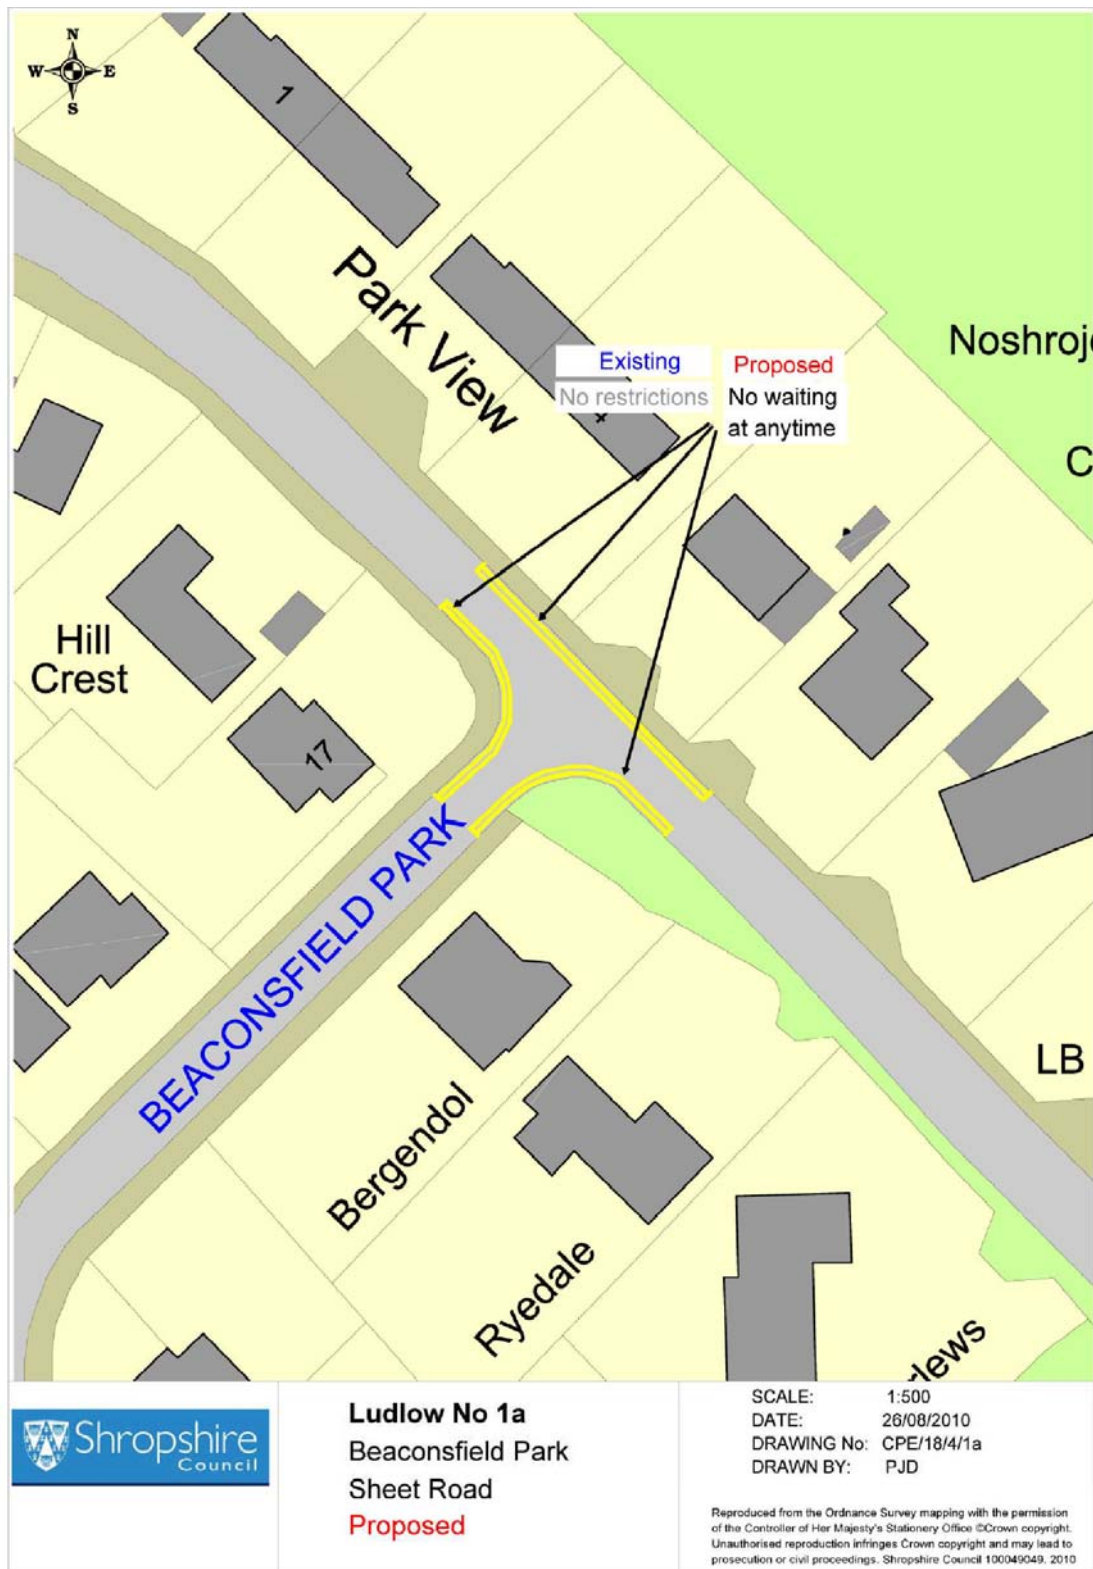 N
W E
S
1
Park View
Existing
No restrictions
Proposed
No waiting
at anytime
Hill
Crest
17
BEACONSFIELD PARK
Bergendol
Ryedale
LB
Shropshire
Council
Ludlow No 1a
Beaconsfield Park
Sheet Road
Proposed
SCALE: 1:500
DATE: 26/08/2010
DRAWING No: CPE/18/4/1a
DRAWN BY: PJD
Reproduced from the Ordnance Survey mapping with the permission
of the Controller of Her Majesty's Stationery Office ©Crown copyright.
Unauthorised reproduction infringes Crown copyright and may lead to
prosecution or civil proceedings. Shropshire Council 100049049. 2010